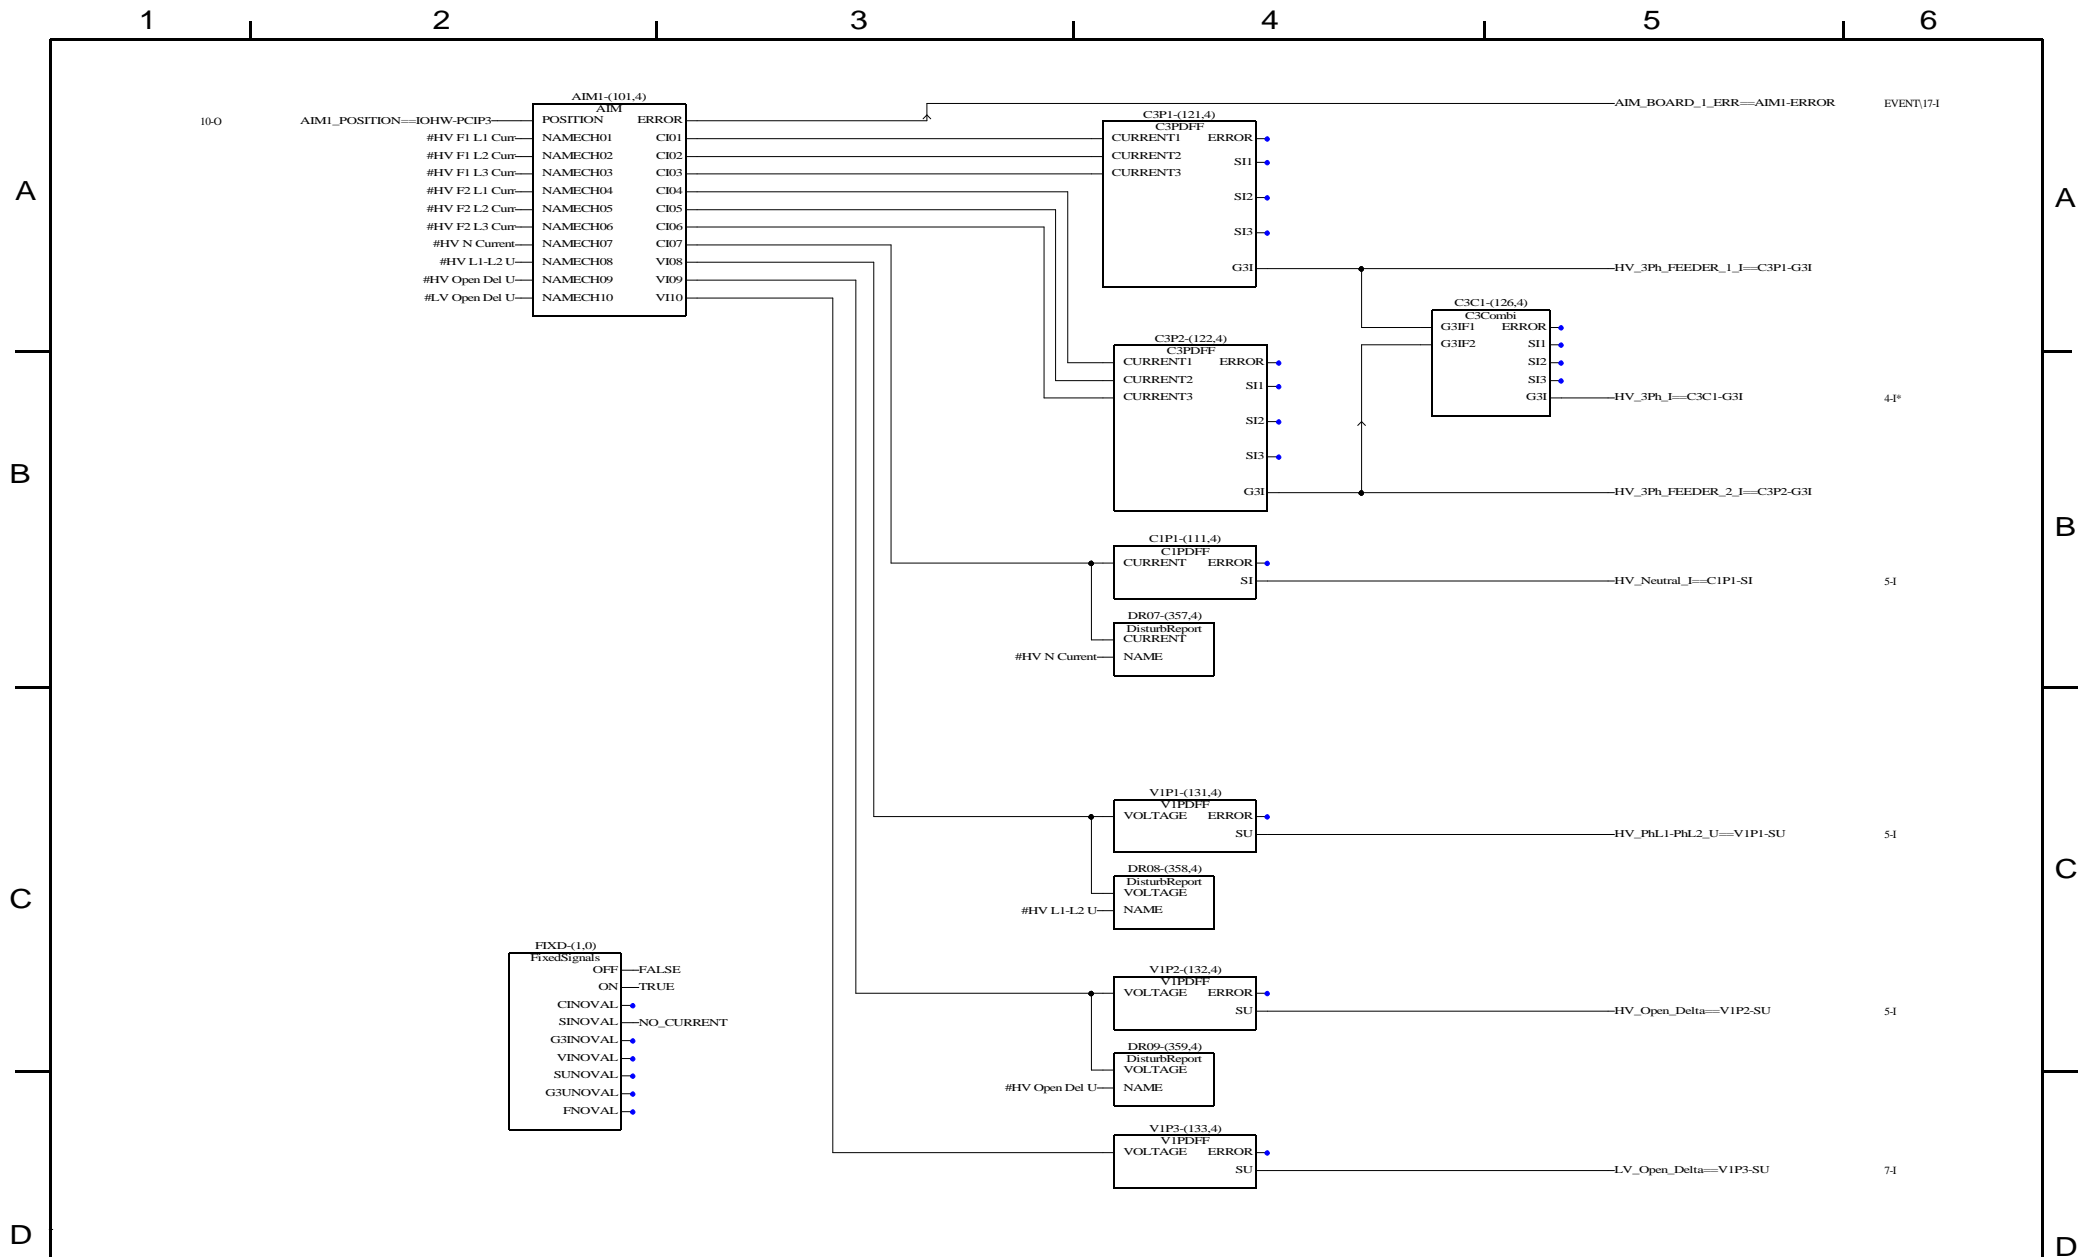 1 2 3 4 5 6
AIM1-(101,4)
AIM
10-O AIM1_POSITION==IOHW-PCIP3 POSITION ERROR AIM_BOARD_1_ERR==AIM1-ERROR EVENT\17-I
#HV F1 L1 Curr NAMECH01 CI01
#HV F1 L2 Curr NAMECH02 CI02
#HV F1 L3 Curr NAMECH03 CI03
#HV F2 L1 Curr NAMECH04 CI04
#HV F2 L2 Curr NAMECH05 CI05
#HV F2 L3 Curr NAMECH06 CI06
#HV N Current NAMECH07 CI07
#HV L1-L2 U NAMECH08 VI08
#HV Open Del U NAMECH09 VI09
#LV Open Del U NAMECH10 VI10
C3P1-(121,4)
C3PDFF
CURRENT1 ERROR
CURRENT2 SI1
CURRENT3
SI2
SI3
G3I HV_3Ph_FEEDER_1_I==C3P1-G3I
A A
C3C1-(126,4)
C3Combi
G3IF1 ERROR
G3IF2 SI1
SI2
SI3
G3I HV_3Ph_I==C3C1-G3I 4-I*
C3P2-(122,4)
C3PDFF
CURRENT1 ERROR
CURRENT2 SI1
CURRENT3
SI2
SI3
G3I HV_3Ph_FEEDER_2_I==C3P2-G3I
B B
C1P1-(111,4)
C1PDFF
CURRENT ERROR
SI HV_Neutral_I==C1P1-SI 5-I
DR07-(357,4)
DisturbReport
CURRENT
#HV N Current NAME
V1P1-(131,4)
V1PDFF
VOLTAGE ERROR
SU HV_PhL1-PhL2_U==V1P1-SU 5-I
DR08-(358,4)
DisturbReport
VOLTAGE
#HV L1-L2 U NAME
C C
FIXD-(1,0)
FixedSignals
OFF FALSE
ON TRUE
CINOVAL
SINOVAL NO_CURRENT
G3INOVAL
VINOVAL
SUNOVAL
G3UNOVAL
FNOVAL
V1P2-(132,4)
V1PDFF
VOLTAGE ERROR
SU HV_Open_Delta==V1P2-SU 5-I
DR09-(359,4)
DisturbReport
VOLTAGE
#HV Open Del U NAME
V1P3-(133,4)
V1PDFF
VOLTAGE ERROR
SU LV_Open_Delta==V1P3-SU 7-I
D D